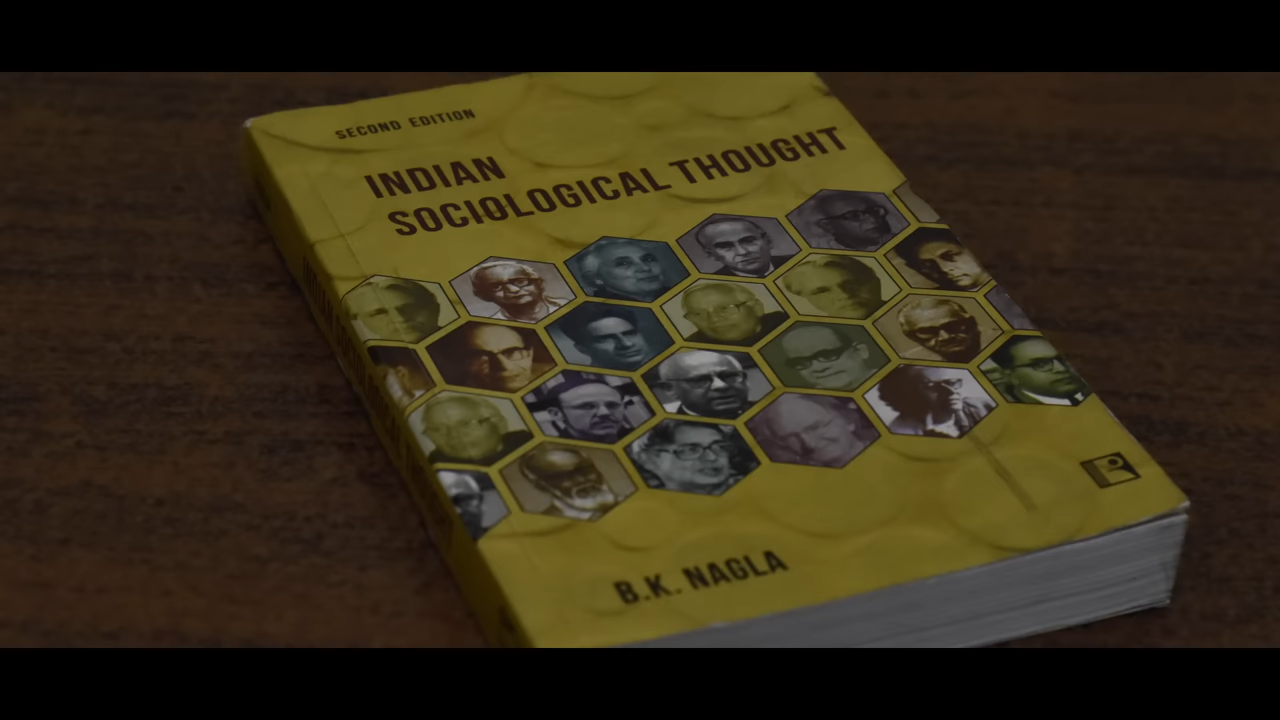 SECOND EDITION
INDIAN
SOCIOLOGICAL THOUGHT
B.K. NAGLA